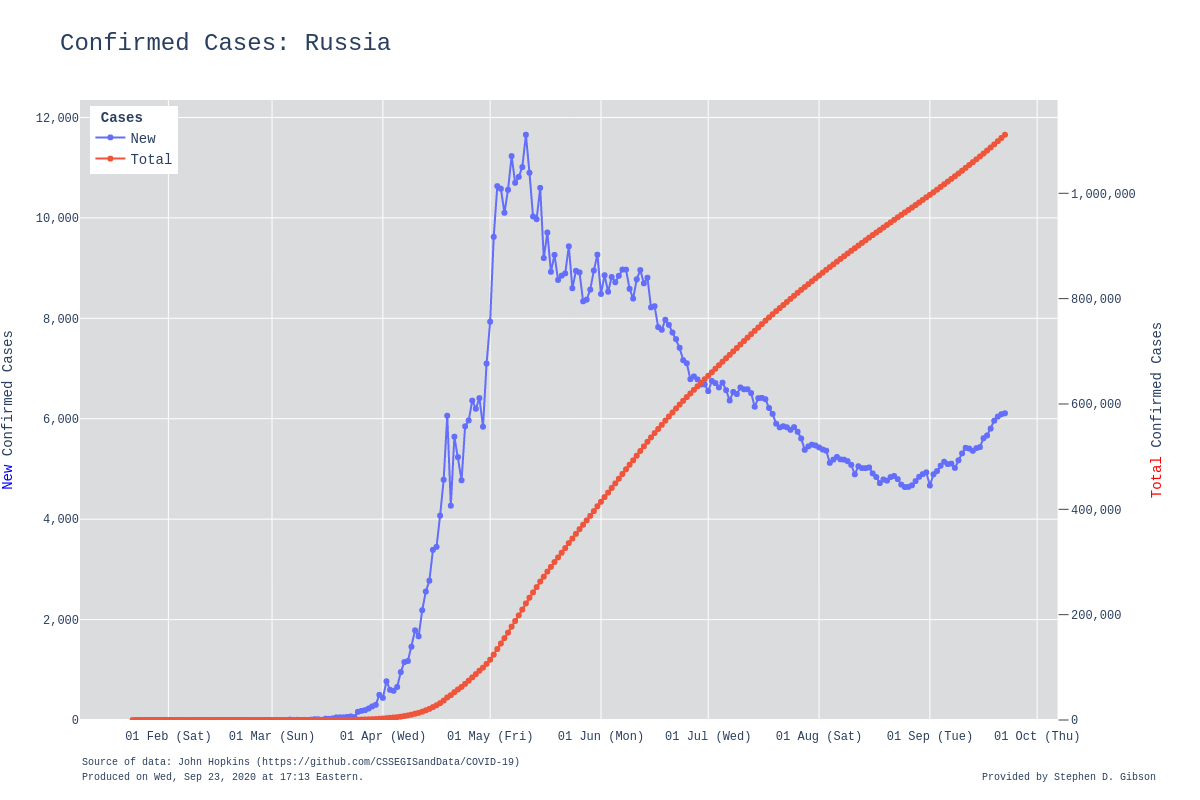 Confirmed Cases: Russia
Cases
New
Total
12,000
10,000
8,000
6,000
4,000
2,000
0
New Confirmed Cases
1,000,000
800,000
600,000
400,000
200,000
0
Total Confirmed Cases
01 Feb (Sat) 01 Mar (Sun) 01 Apr (Wed) 01 May (Fri) 01 Jun (Mon) 01 Jul (Wed) 01 Aug (Sat) 01 Sep (Tue) 01 Oct (Thu)
Source of data: John Hopkins (https://github.com/CSSEGISandData/COVID-19)
Produced on Wed, Sep 23, 2020 at 17:13 Eastern.
Provided by Stephen D. Gibson